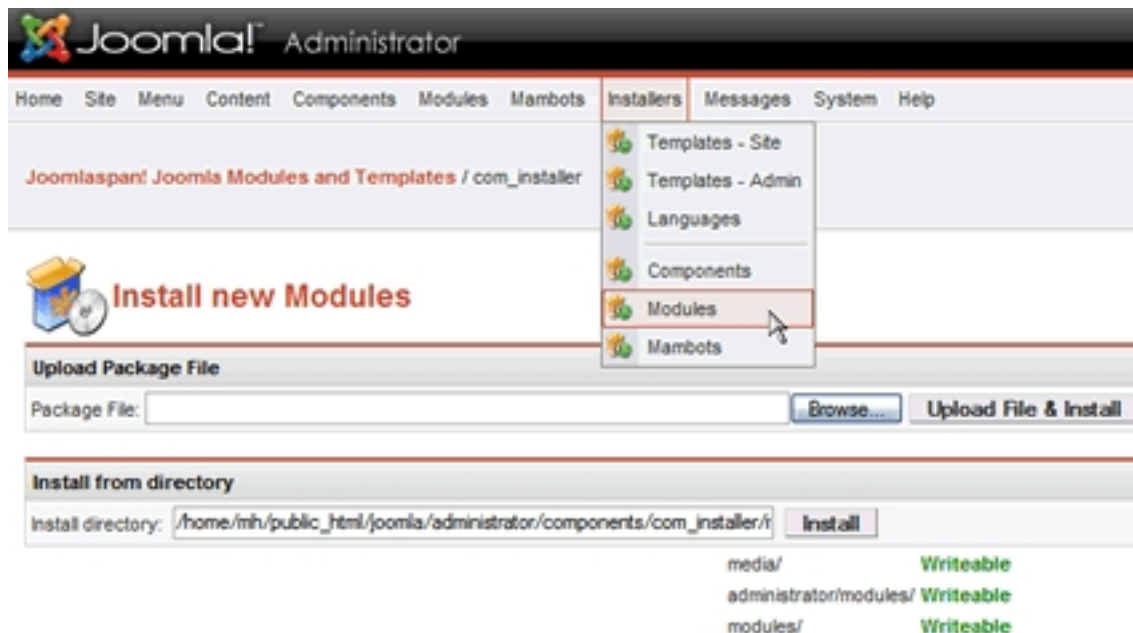 Joomla!™ Administrator
Home Site Menu Content Components Modules Mambots Installers Messages System Help
Templates - Site
Templates - Admin
Languages
Components
Modules
Mambots
Joomlaspan! Joomla Modules and Templates / com_installer
Install new Modules
Upload Package File
Package File: Browse... Upload File & Install
Install from directory
Install directory: /home/mh/public_html/joomla/administrator/components/com_installer/
Install
media/ Writeable
administrator/modules/ Writeable
modules/ Writeable